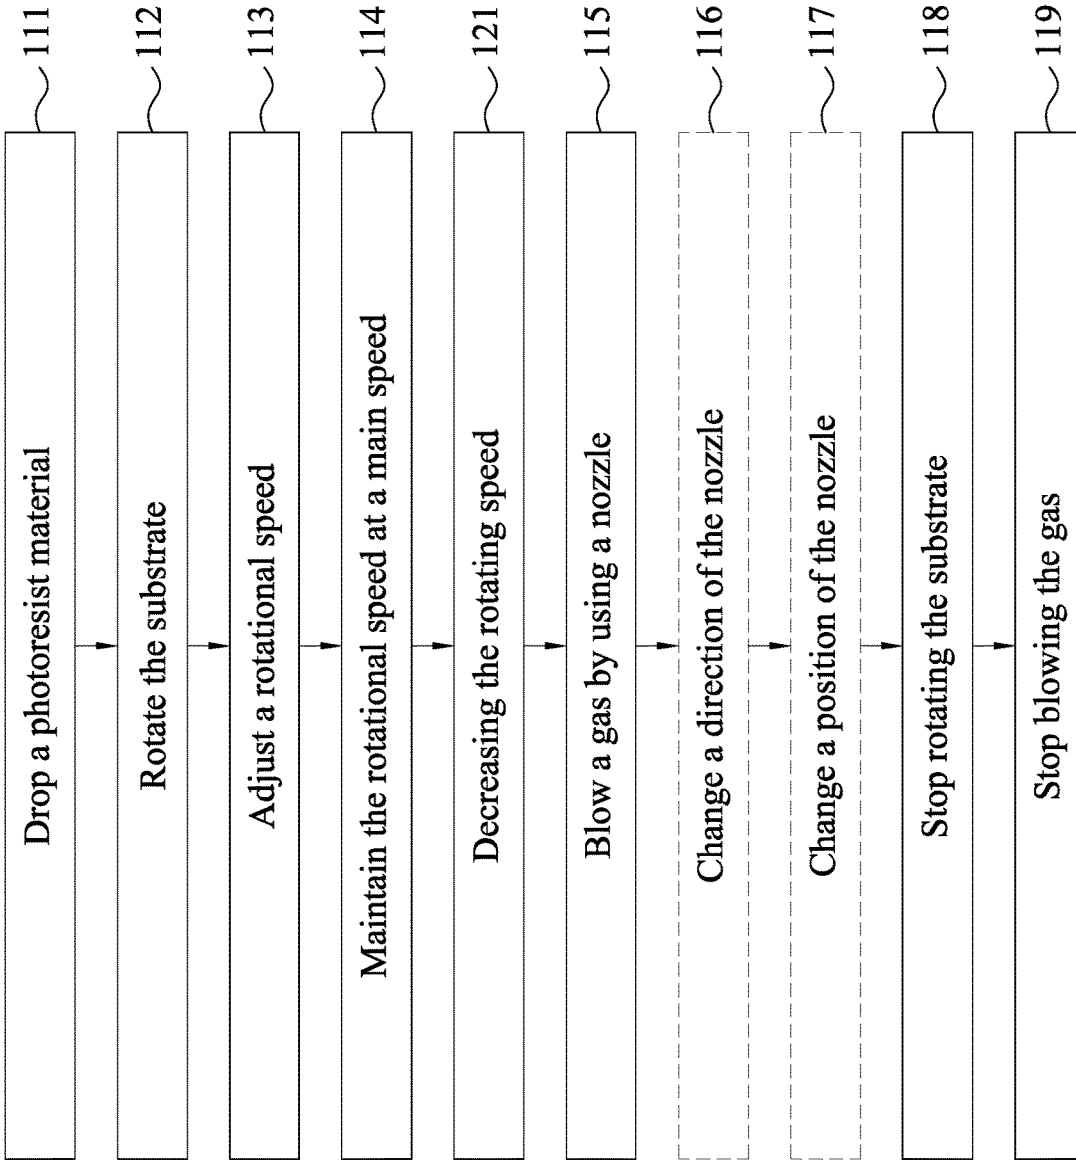 Drop a photoresist material
111
Rotate the substrate
112
Adjust a rotational speed
113
Maintain the rotational speed at a main speed
114
Decreasing the rotating speed
121
Blow a gas by using a nozzle
115
Change a direction of the nozzle
116
Change a position of the nozzle
117
Stop rotating the substrate
118
Stop blowing the gas
119